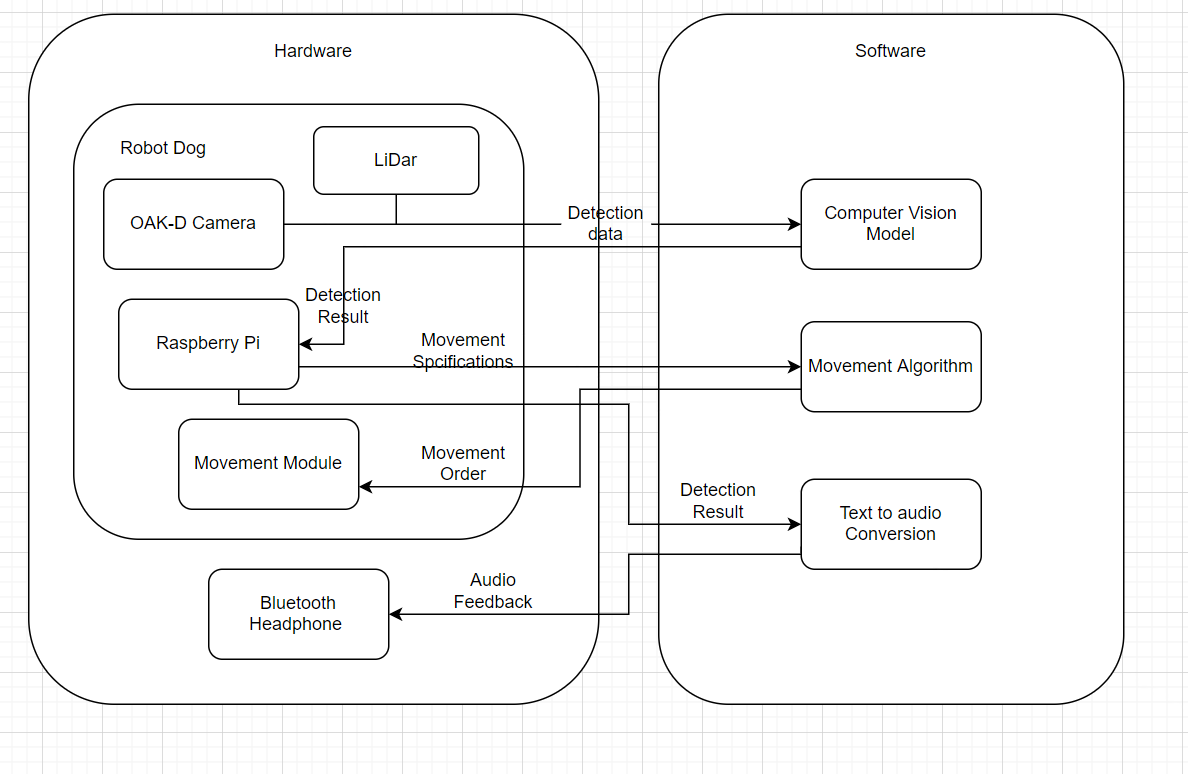 Hardware
Software
Robot Dog
LiDar
OAK-D Camera
Detection
data
Computer Vision
Model
Detection
Result
Raspberry Pi
Movement
Spcifications
Movement Algorithm
Movement Module
Movement
Order
Detection
Result
Text to audio
Conversion
Audio
Feedback
Bluetooth
Headphone